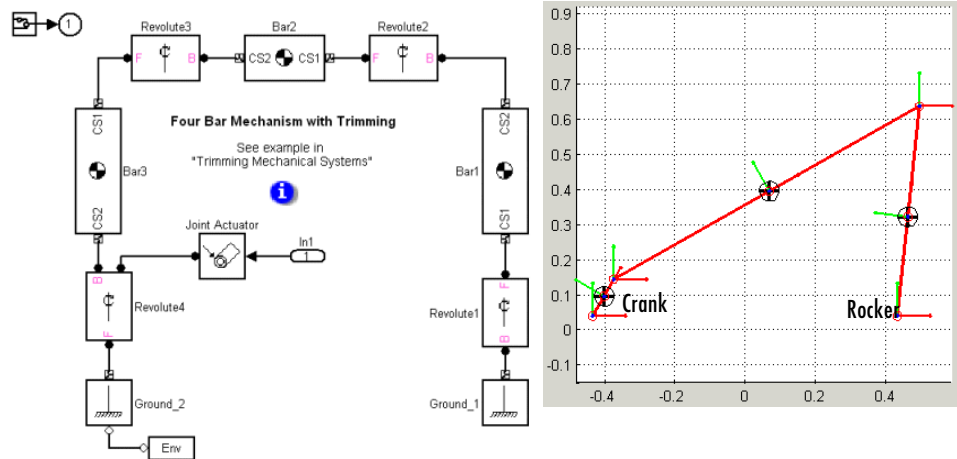 1
Revolute3
Bar2
Revolute2
F
B
CS2
CS1
F
B
CS1
Bar3
CS2
Four Bar Mechanism with Trimming
See example in
"Trimming Mechanical Systems"
i
CS2
Bar1
CS1
Joint Actuator
In1
1
B
F
Revolute4
F
B
Revolute1
Ground_2
Ground_1
Env
0.9
0.8
0.7
0.6
0.5
0.4
0.3
0.2
0.1
0
-0.1
-0.4
-0.2
0
0.2
0.4
Crank
Rocker